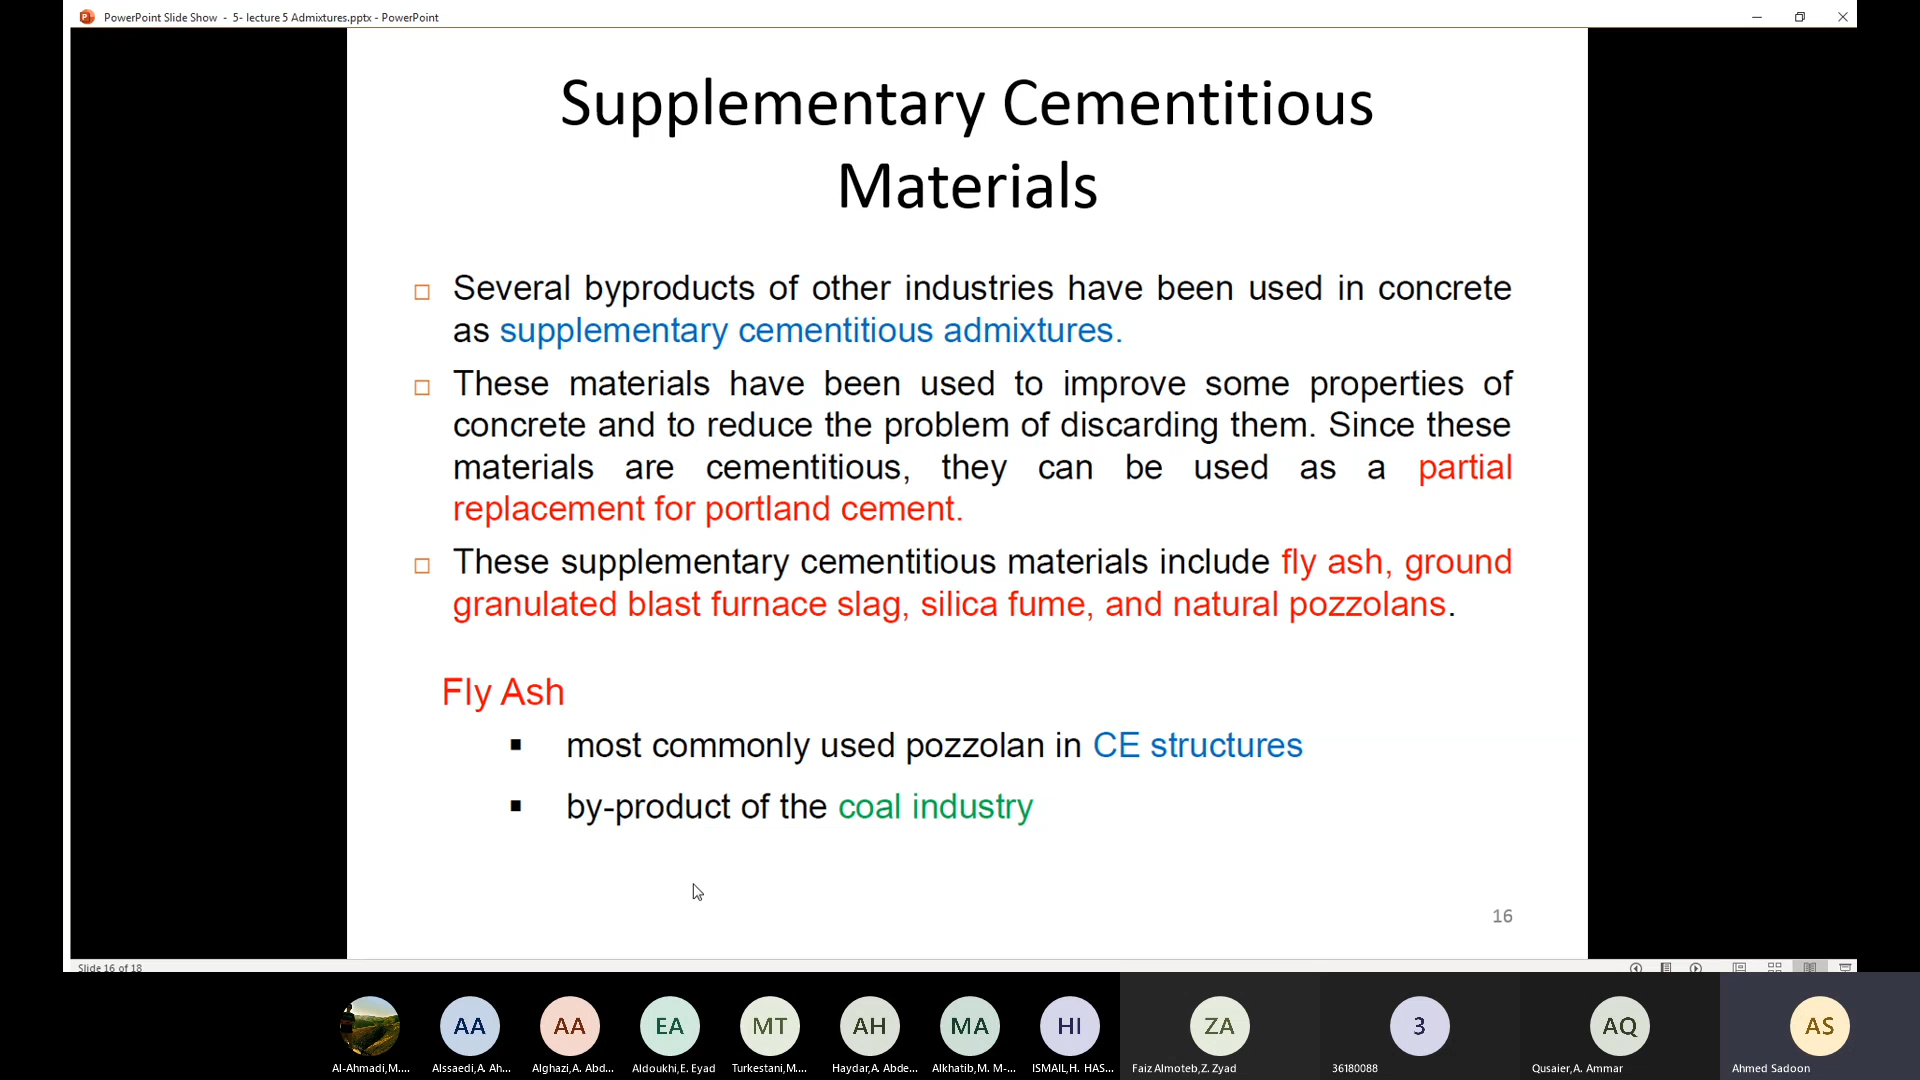 PowerPoint Slide Show - 5- lecture 5 Admixtures.pptx - PowerPoint
Supplementary Cementitious
Materials
Several byproducts of other industries have been used in concrete
as supplementary cementitious admixtures.
These materials have been used to improve some properties of
concrete and to reduce the problem of discarding them. Since these
materials are cementitious, they can be used as a partial
replacement for portland cement.
These supplementary cementitious materials include fly ash, ground
granulated blast furnace slag, silica fume, and natural pozzolans.
Fly Ash
most commonly used pozzolan in CE structures
by-product of the coal industry
16
Slide 16 of 18
AA AA EA MT AH MA HI ZA 3 AQ AS
Al-Ahmadi,M.... Alssaedi,A. Ah... Alghazi,A. Abd... Aldoukhi,E. Eyad Turkestani,M.... Haydar,A. Abde... Alkhatib,M. M-... ISMAIL,H. HAS... Faiz Almoteb,Z. Zyad 36180088 Qusaier,A. Ammar Ahmed Sadoon